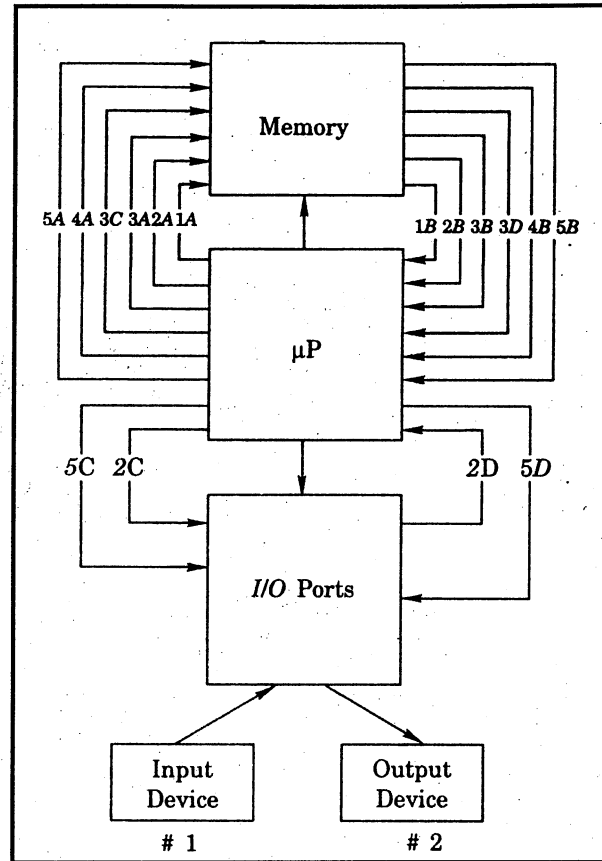 Memory
5A 4A 3C 3A 2A 1A
1B 2B 3B 3D 4B 5B
μP
5C 2C
2D 5D
I/O Ports
Input
Device
Output
Device
# 1
# 2